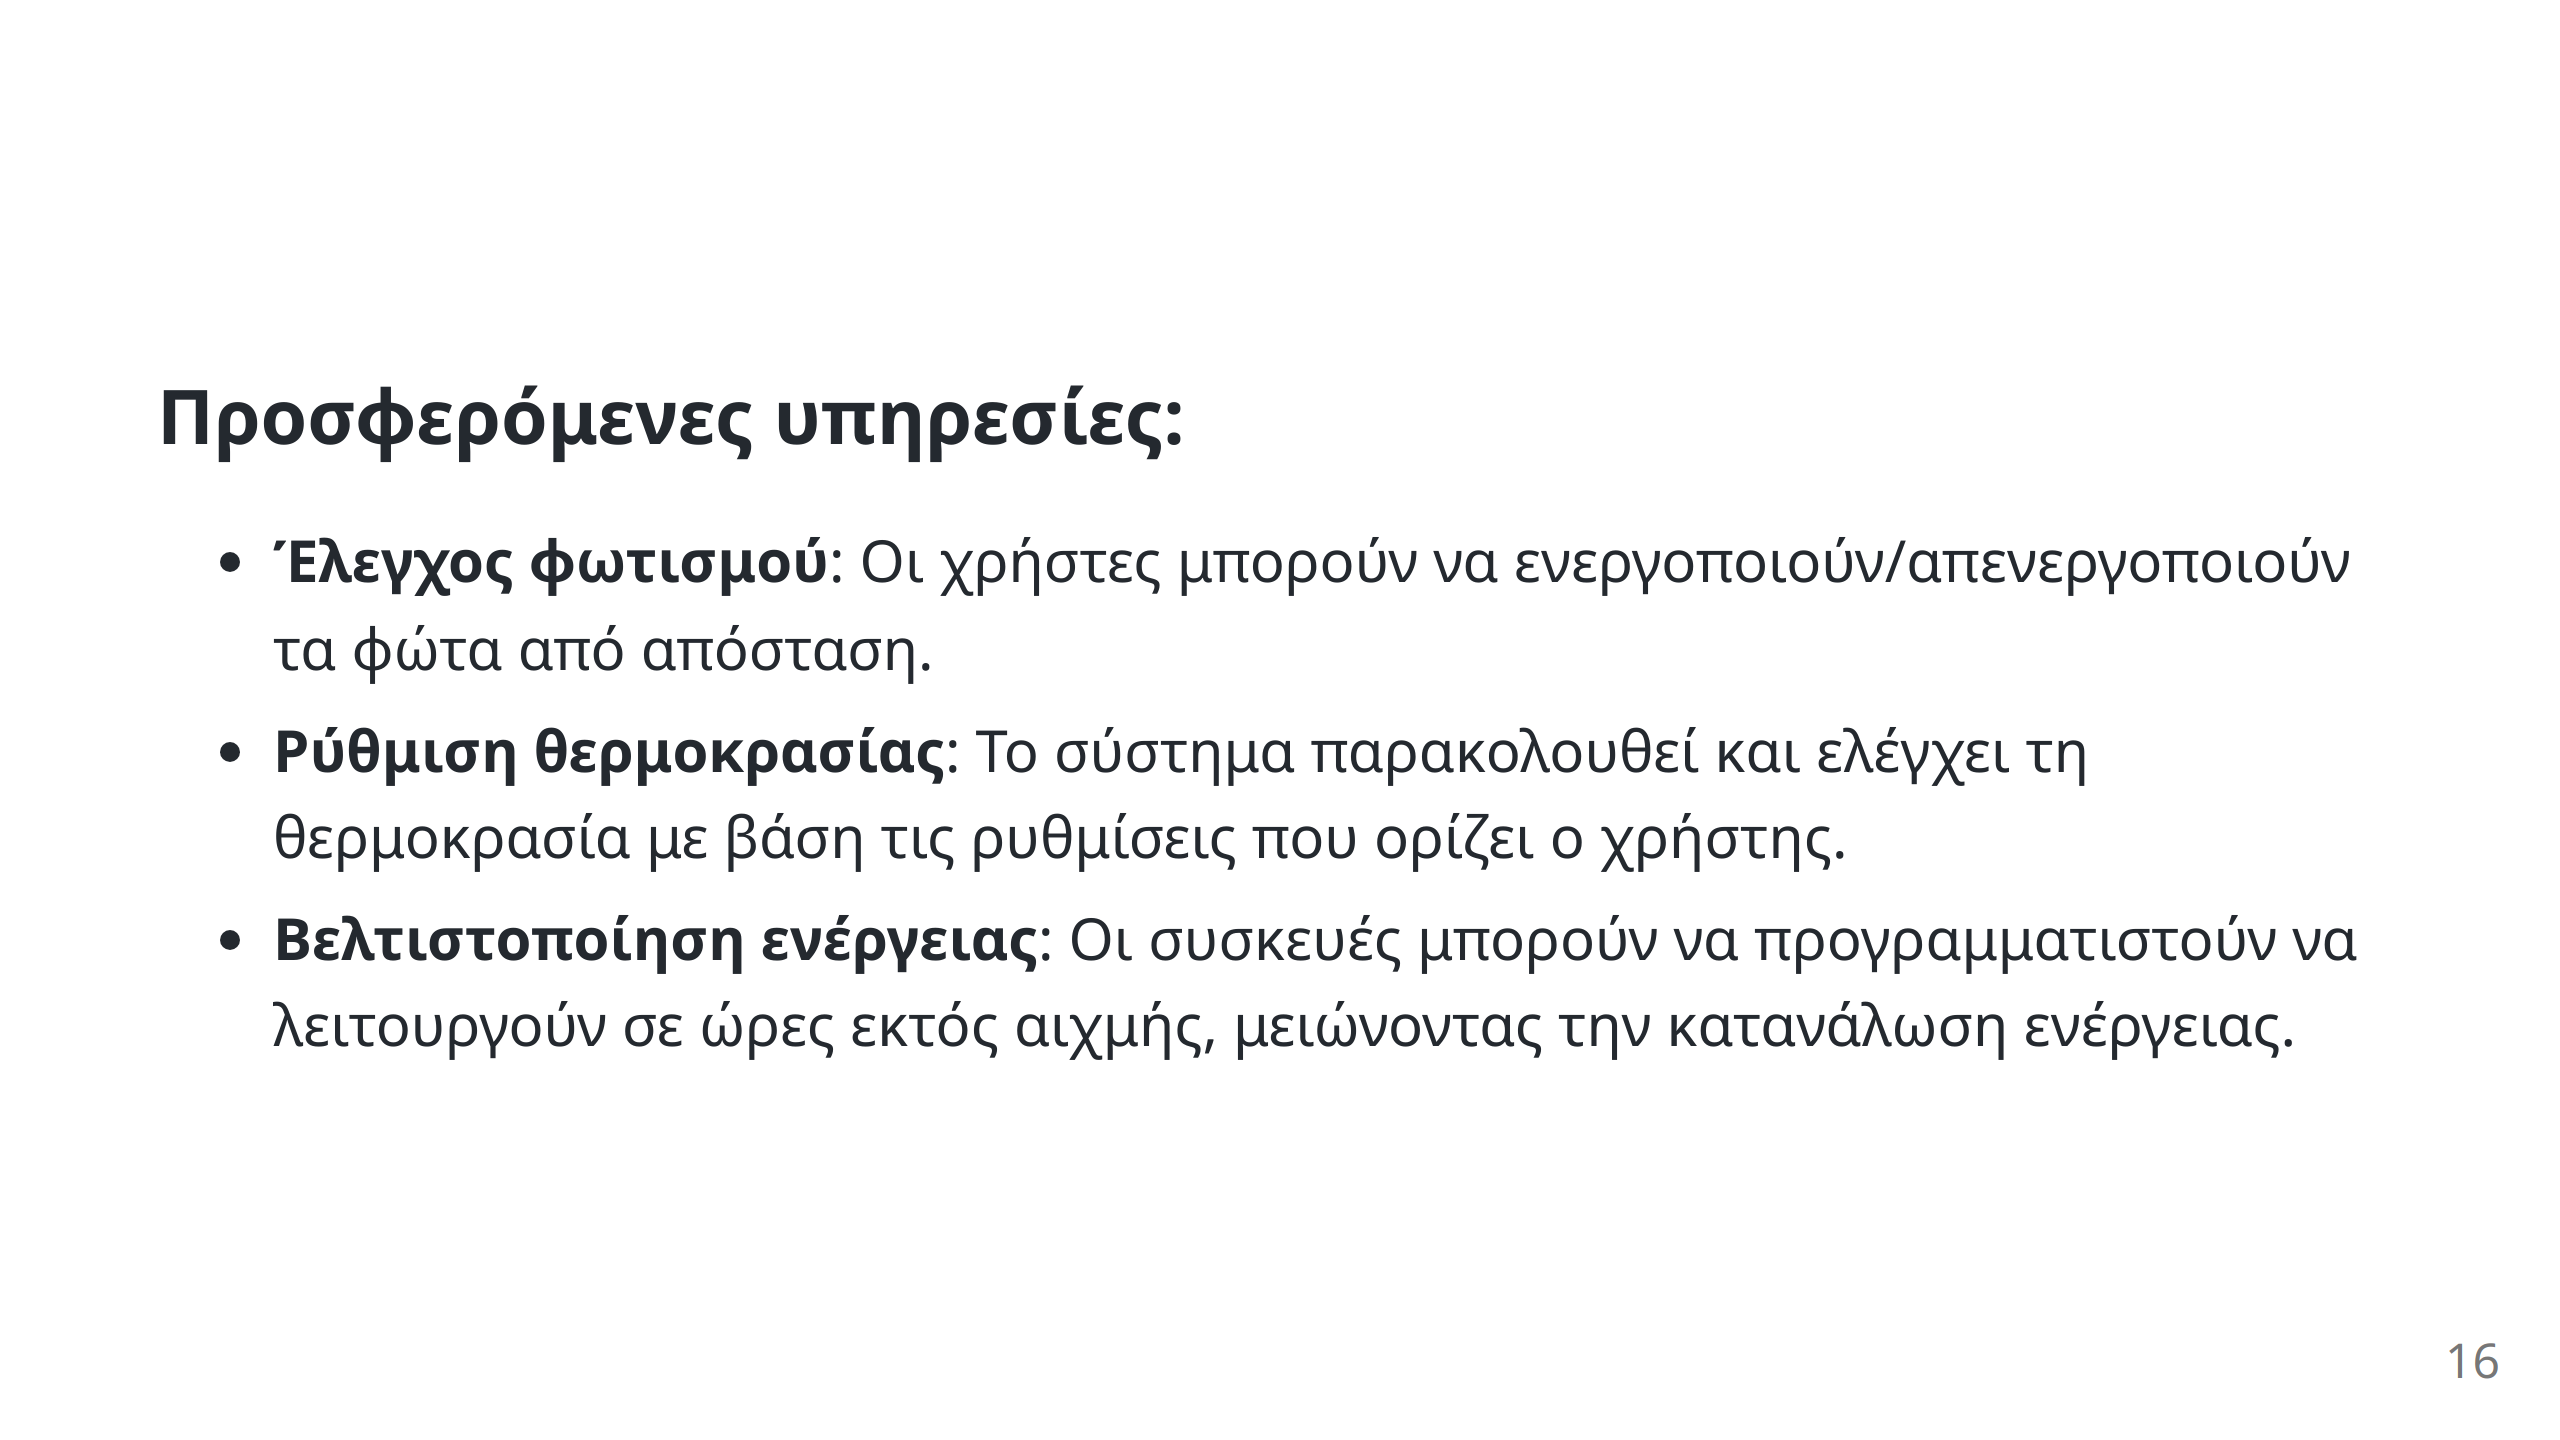 Προσφερόμενες υπηρεσίες:
• Έλεγχος φωτισμού: Οι χρήστες μπορούν να ενεργοποιούν/απενεργοποιούν
τα φώτα από απόσταση.
• Ρύθμιση θερμοκρασίας: Το σύστημα παρακολουθεί και ελέγχει τη
θερμοκρασία με βάση τις ρυθμίσεις που ορίζει ο χρήστης.
• Βελτιστοποίηση ενέργειας: Οι συσκευές μπορούν να προγραμματιστούν να
λειτουργούν σε ώρες εκτός αιχμής, μειώνοντας την κατανάλωση ενέργειας.
16